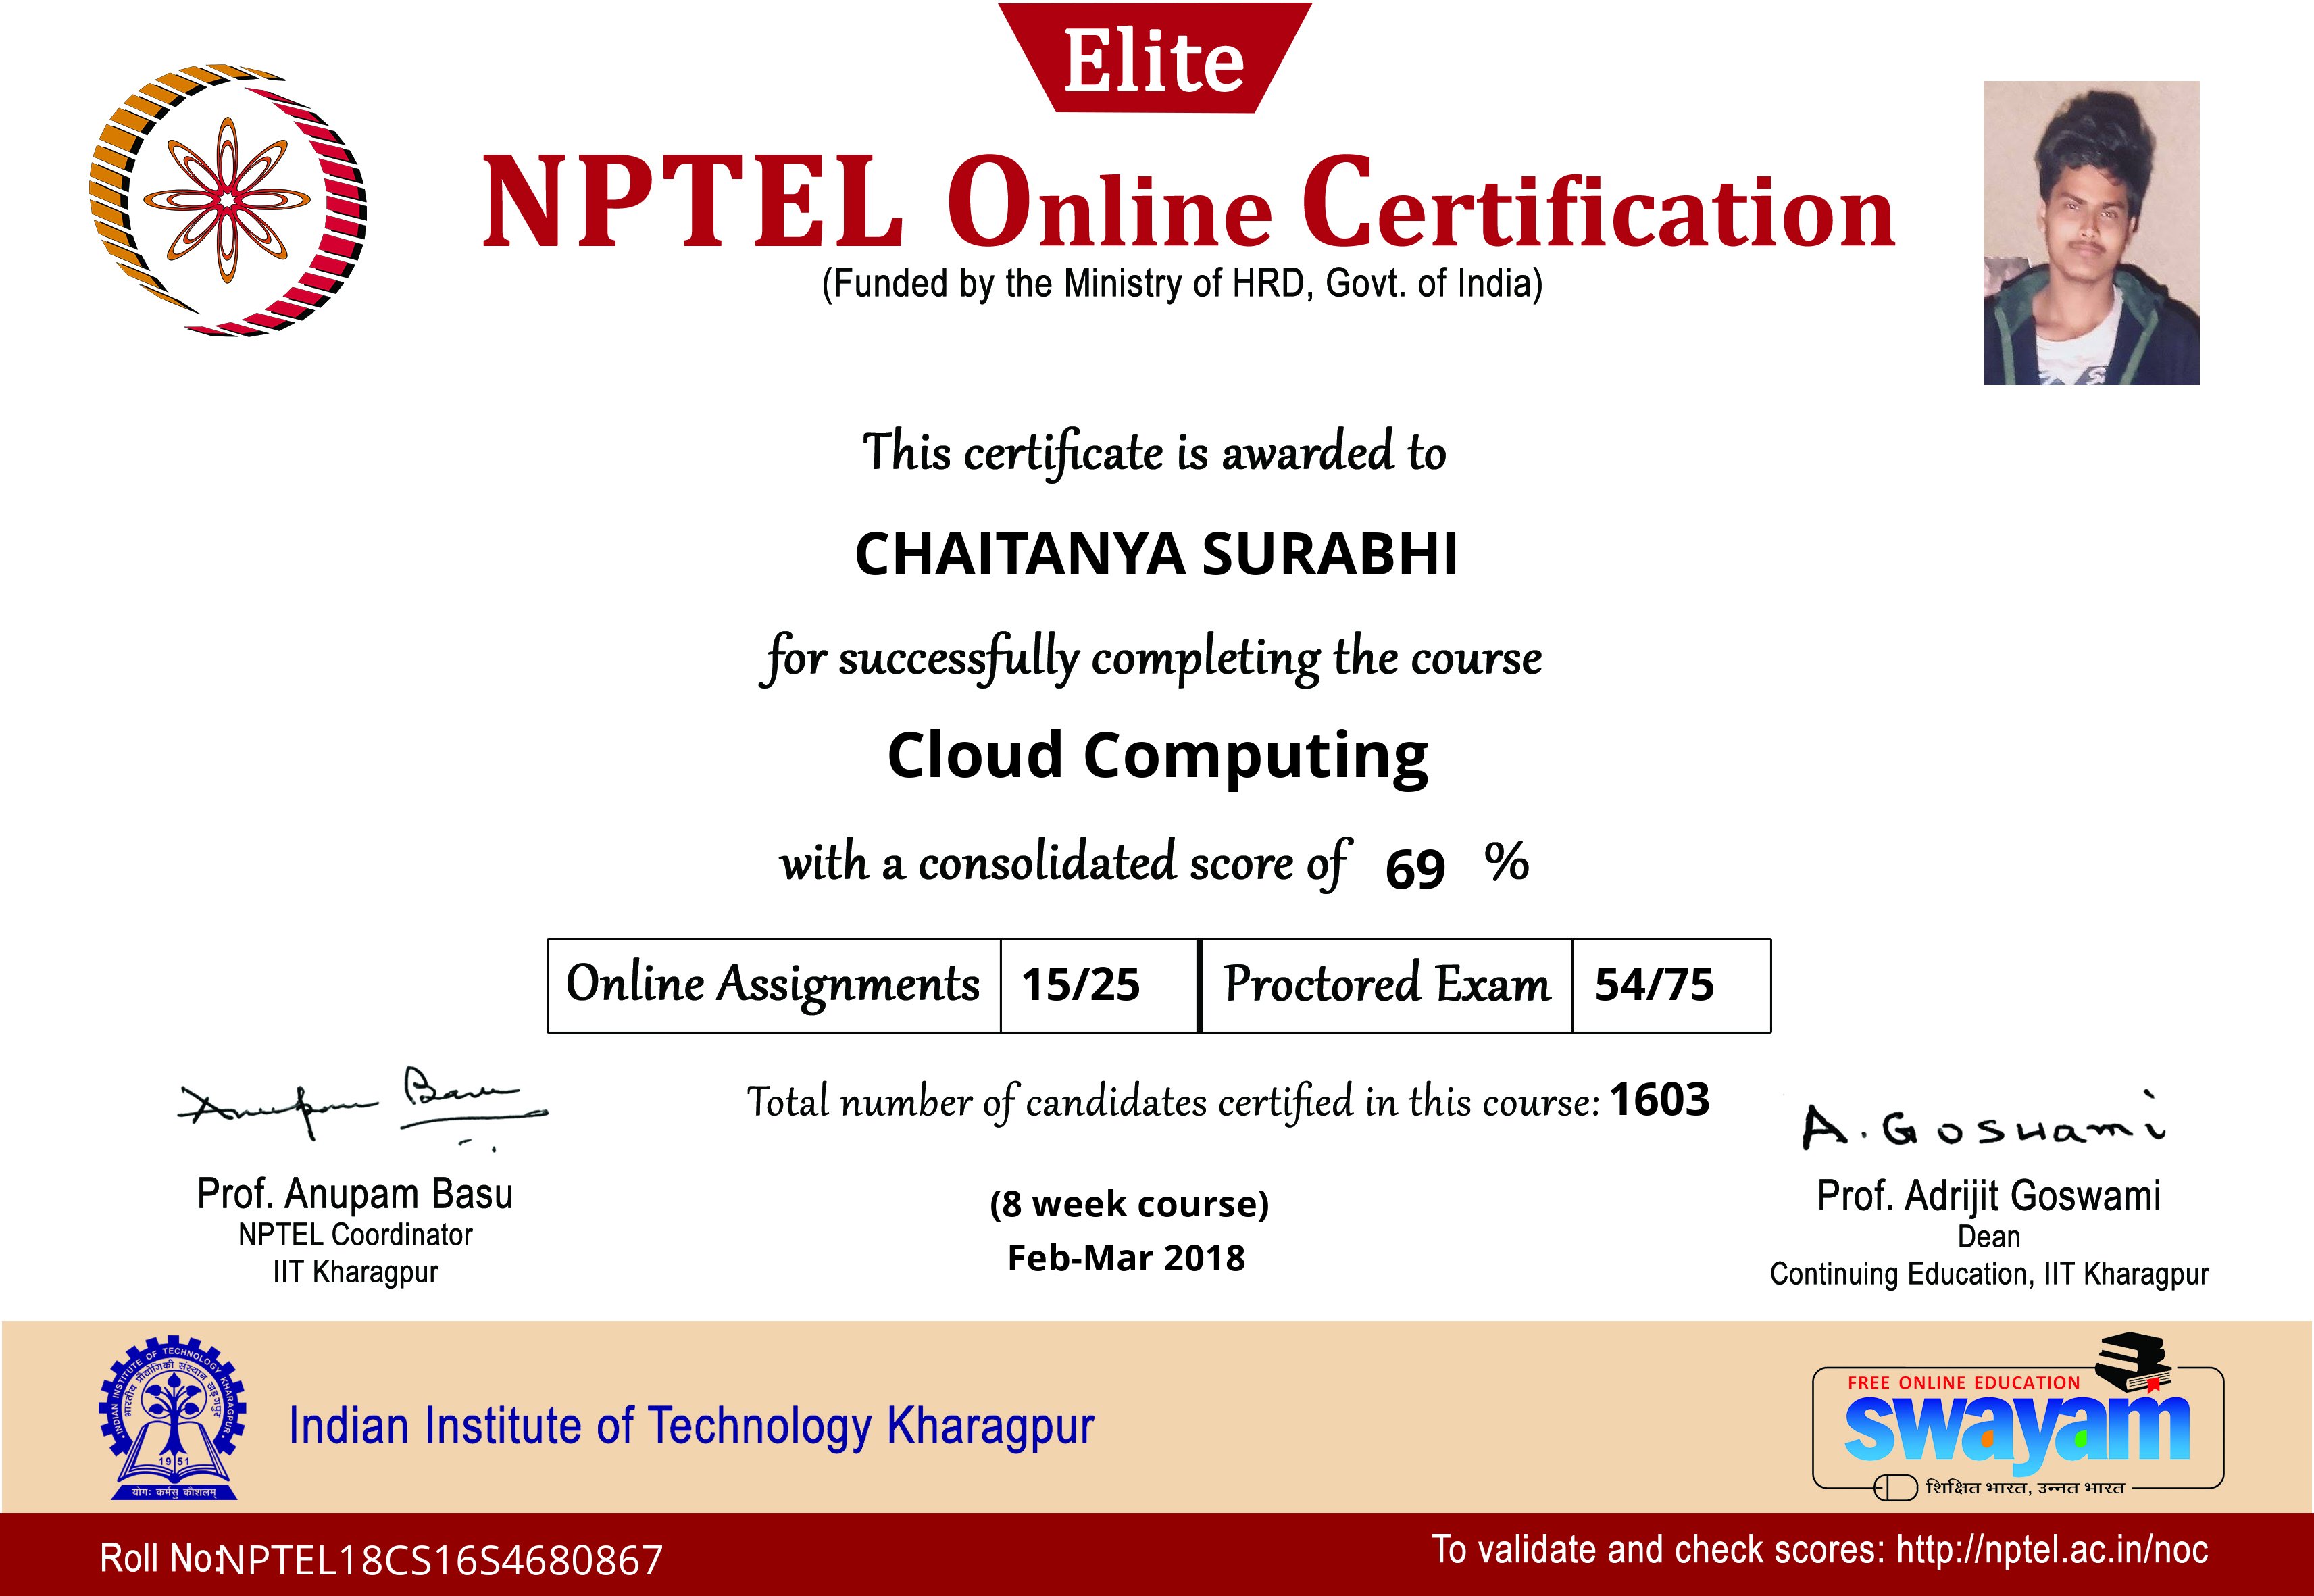 Elite
NPTEL Online Certification
(Funded by the Ministry of HRD, Govt. of India)
This certificate is awarded to
CHAITANYA SURABHI
for successfully completing the course
Cloud Computing
with a consolidated score of 69 %
Online Assignments 15/25 Proctored Exam 54/75
Total number of candidates certified in this course: 1603
Anupam Basu
A. Goswami
Prof. Anupam Basu
NPTEL Coordinator
IIT Kharagpur
(8 week course)
Feb-Mar 2018
Prof. Adrijit Goswami
Dean
Continuing Education, IIT Kharagpur
INDIAN INSTITUTE OF TECHNOLOGY KHARAGPUR
भारतीय प्रौद्योगिकी संस्थान खड़गपुर
1951
योगः कर्मसु कौशलम्
Indian Institute of Technology Kharagpur
FREE ONLINE EDUCATION
swayam
शिक्षित भारत, उन्नत भारत
Roll No:NPTEL18CS16S4680867
To validate and check scores: http://nptel.ac.in/noc